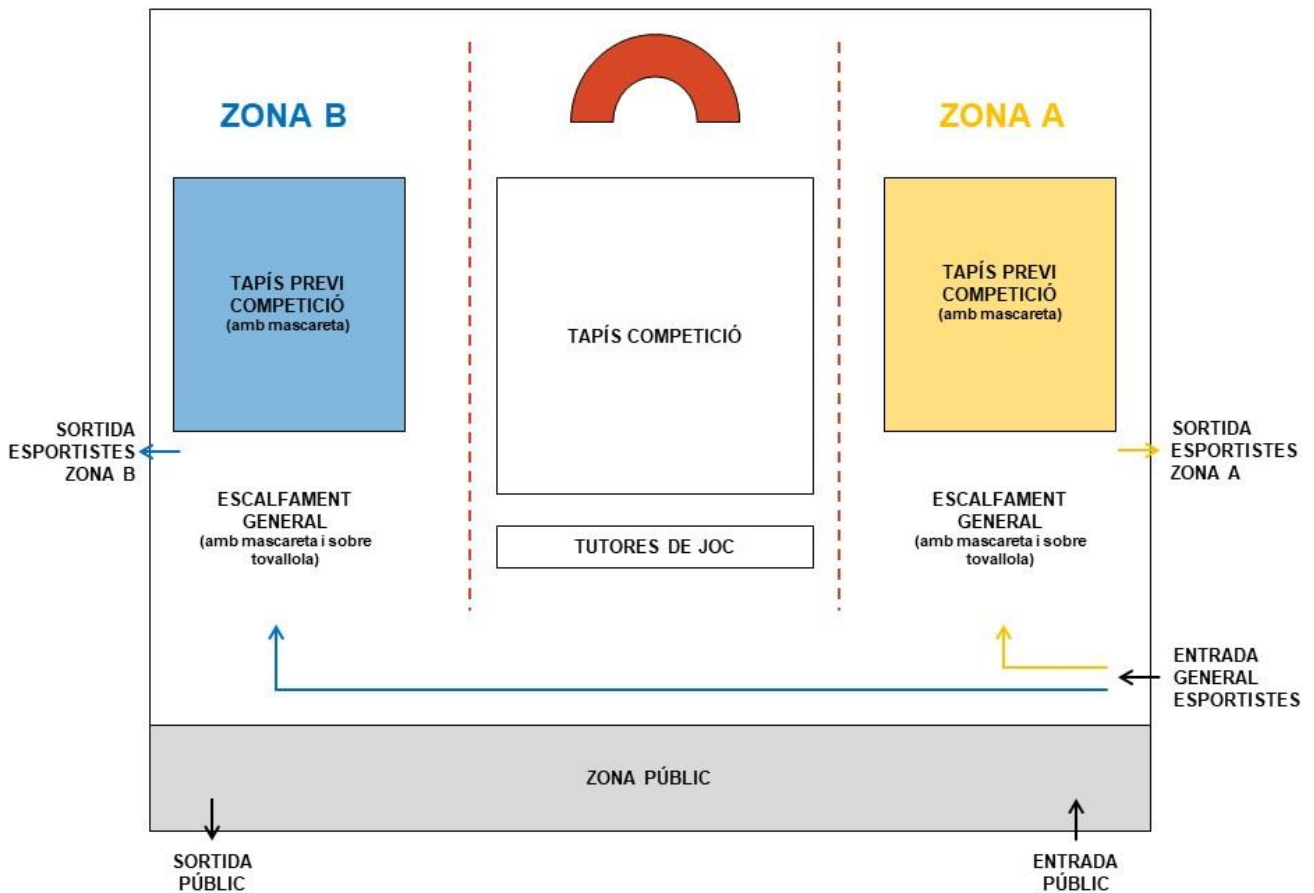 ZONA B
ZONA A
TAPÍS PREVI
COMPETICIÓ
(amb mascareta)
TAPÍS COMPETICIÓ
TAPÍS PREVI
COMPETICIÓ
(amb mascareta)
SORTIDA
ESPORTISTES
ZONA B
SORTIDA
ESPORTISTES
ZONA A
ESCALFAMENT
GENERAL
(amb mascareta i sobre
tovallola)
TUTORES DE JOC
ESCALFAMENT
GENERAL
(amb mascareta i sobre
tovallola)
ENTRADA
GENERAL
ESPORTISTES
ZONA PÚBLIC
SORTIDA
PÚBLIC
ENTRADA
PÚBLIC